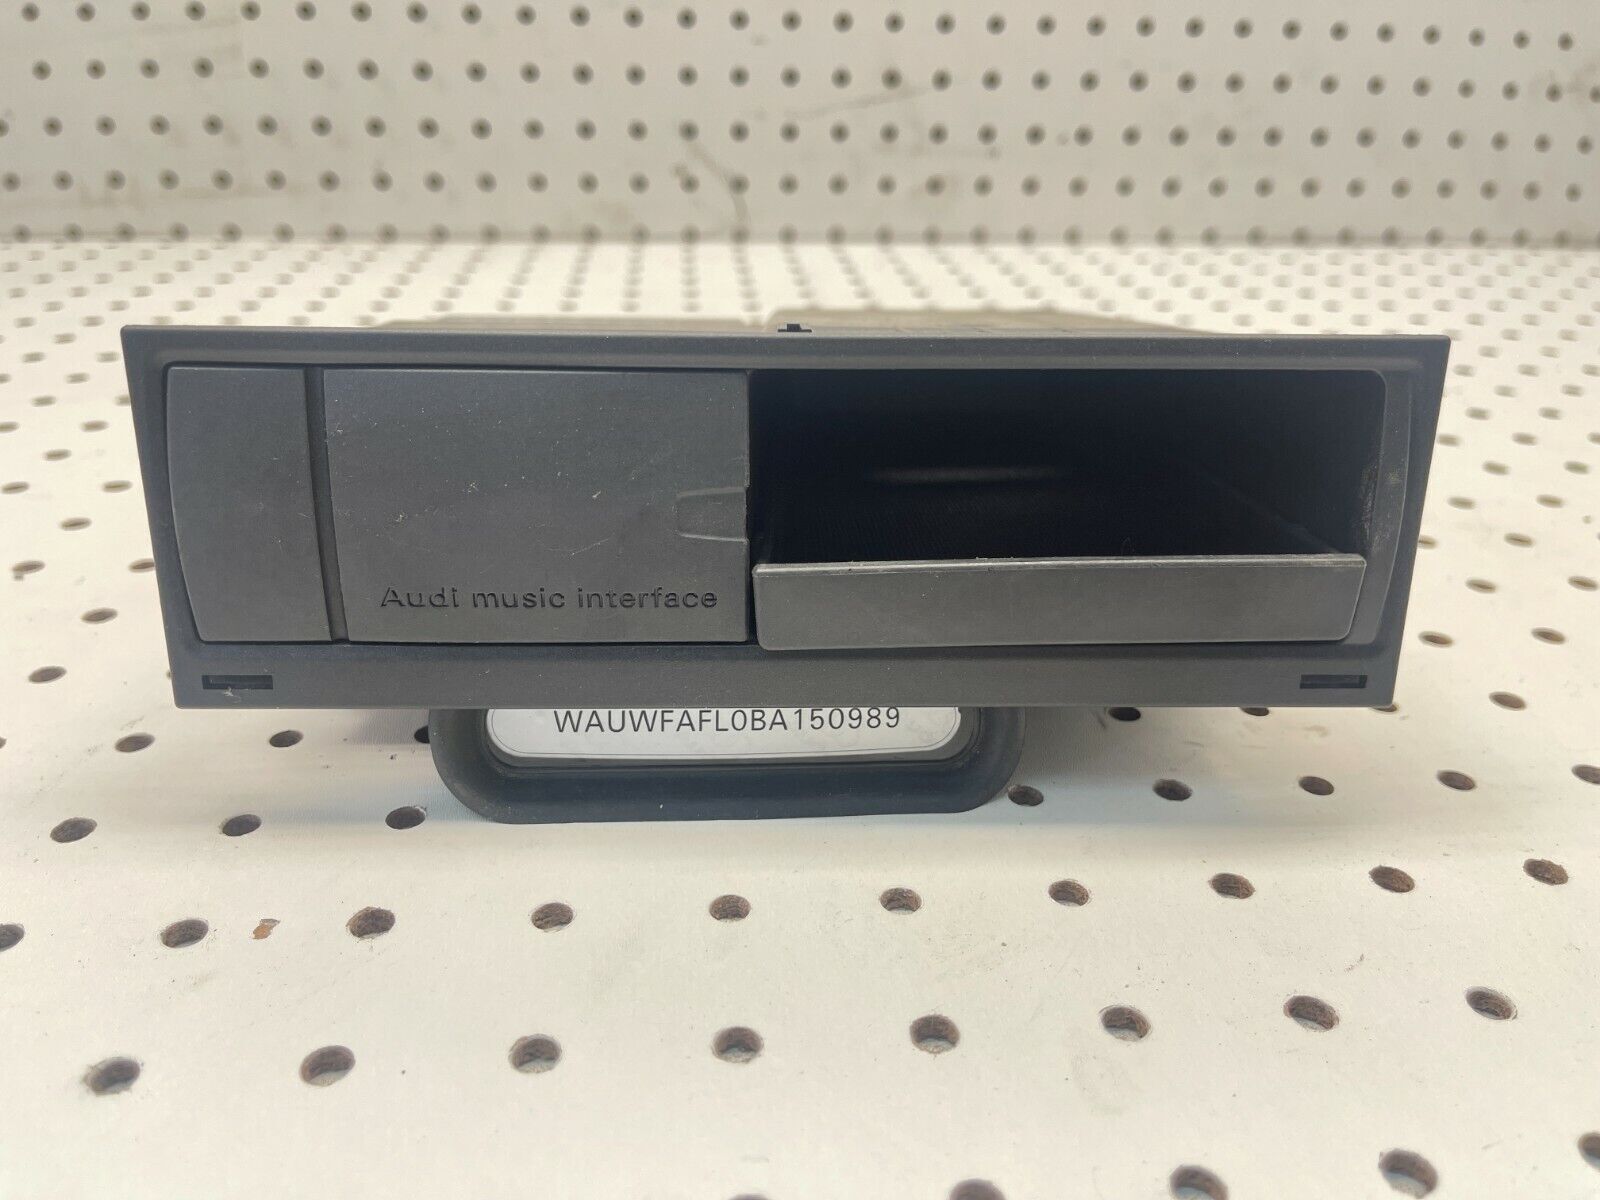 Audi music interface
WAUWFAFL0BA150989